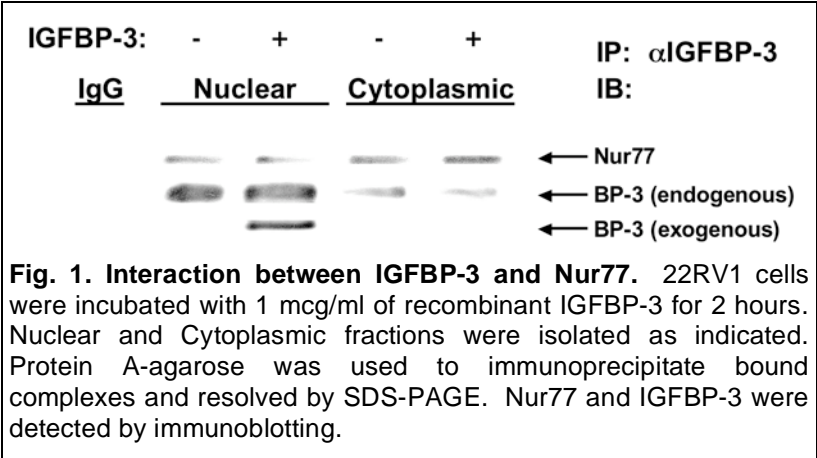 IGFBP-3: - + - +
IP: αIGFBP-3
IgG Nuclear Cytoplasmic IB:
Nur77
BP-3 (endogenous)
BP-3 (exogenous)
Fig. 1. Interaction between IGFBP-3 and Nur77. 22RV1 cells
were incubated with 1 mcg/ml of recombinant IGFBP-3 for 2 hours.
Nuclear and Cytoplasmic fractions were isolated as indicated.
Protein A-agarose was used to immunoprecipitate bound
complexes and resolved by SDS-PAGE. Nur77 and IGFBP-3 were
detected by immunoblotting.